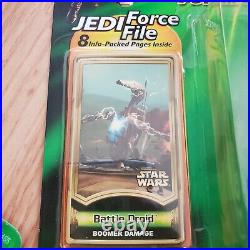 JEDI Force
File
8 Info-Packed Pages Inside
STAR
WARS
Battle Droid
BOOMER DAMAGE